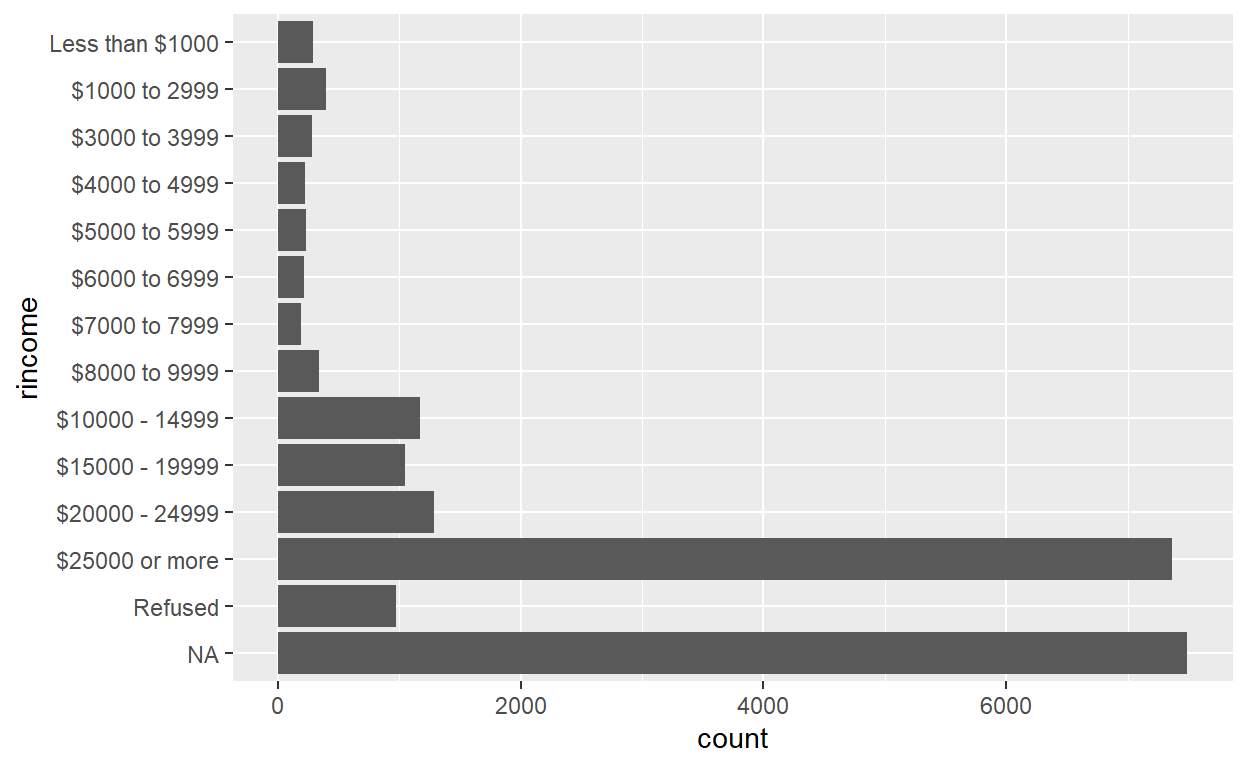 Less than $1000
$1000 to 2999
$3000 to 3999
$4000 to 4999
$5000 to 5999
$6000 to 6999
$7000 to 7999
$8000 to 9999
$10000 - 14999
$15000 - 19999
$20000 - 24999
$25000 or more
Refused
NA
rincome
0 2000 4000 6000
count